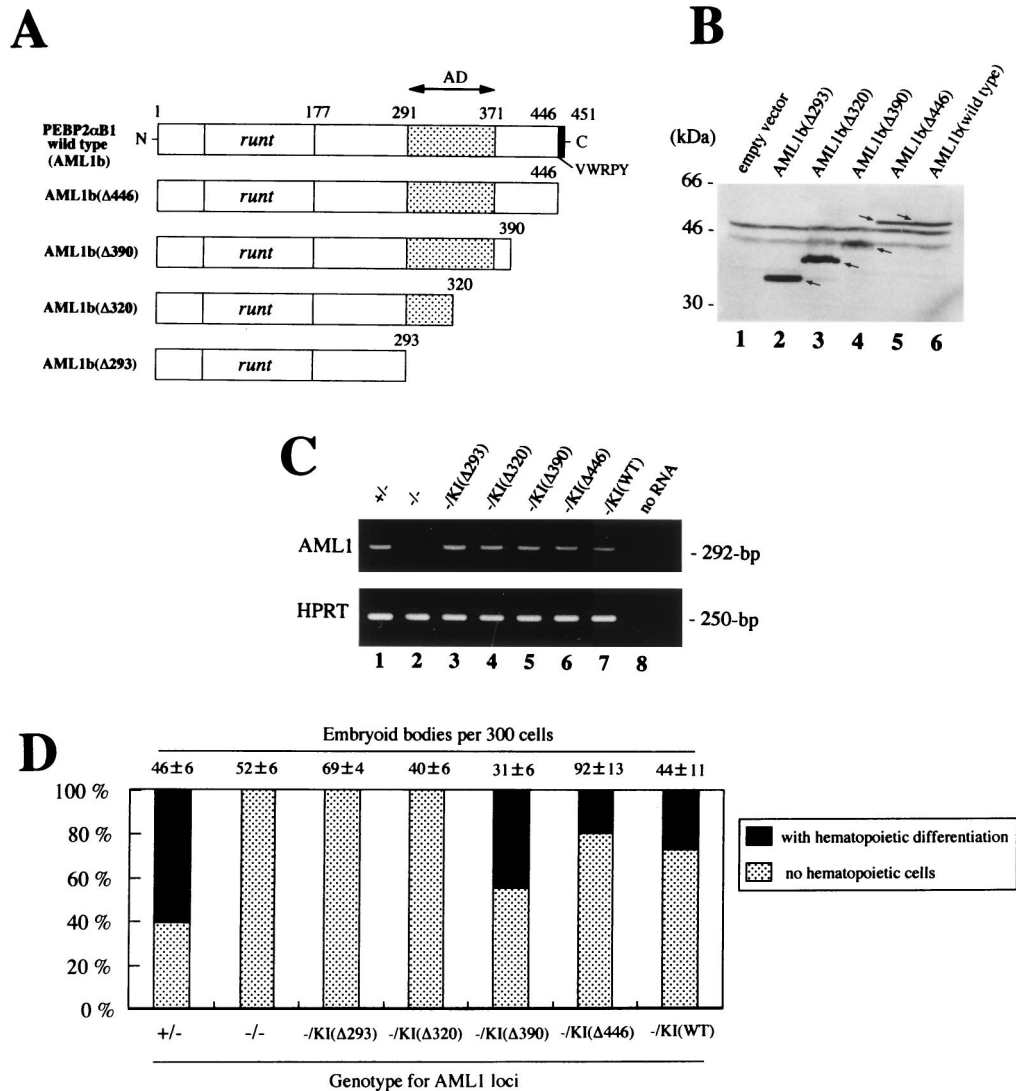 A
AD
1 177 291 371 446 451
PEBP2αB1
wild type
(AML1b)
N
runt
C
VWRPY
446
AML1b(Δ446)
runt
390
AML1b(Δ390)
runt
320
AML1b(Δ320)
runt
293
AML1b(Δ293)
runt
B
(kDa)
empty vector
AML1b(Δ293)
AML1b(Δ320)
AML1b(Δ390)
AML1b(Δ446)
AML1b(wild type)
66 -
46 -
30 -
1 2 3 4 5 6
C
+/-
-/-
-/KI(Δ293)
-/KI(Δ320)
-/KI(Δ390)
-/KI(Δ446)
-/KI(WT)
no RNA
AML1 - 292-bp
HPRT - 250-bp
1 2 3 4 5 6 7 8
D
Embryoid bodies per 300 cells
46±6 52±6 69±4 40±6 31±6 92±13 44±11
100 %
80 %
60 %
40 %
20 %
0 %
+/- -/- -/KI(Δ293) -/KI(Δ320) -/KI(Δ390) -/KI(Δ446) -/KI(WT)
Genotype for AML1 loci
with hematopoietic differentiation
no hematopoietic cells